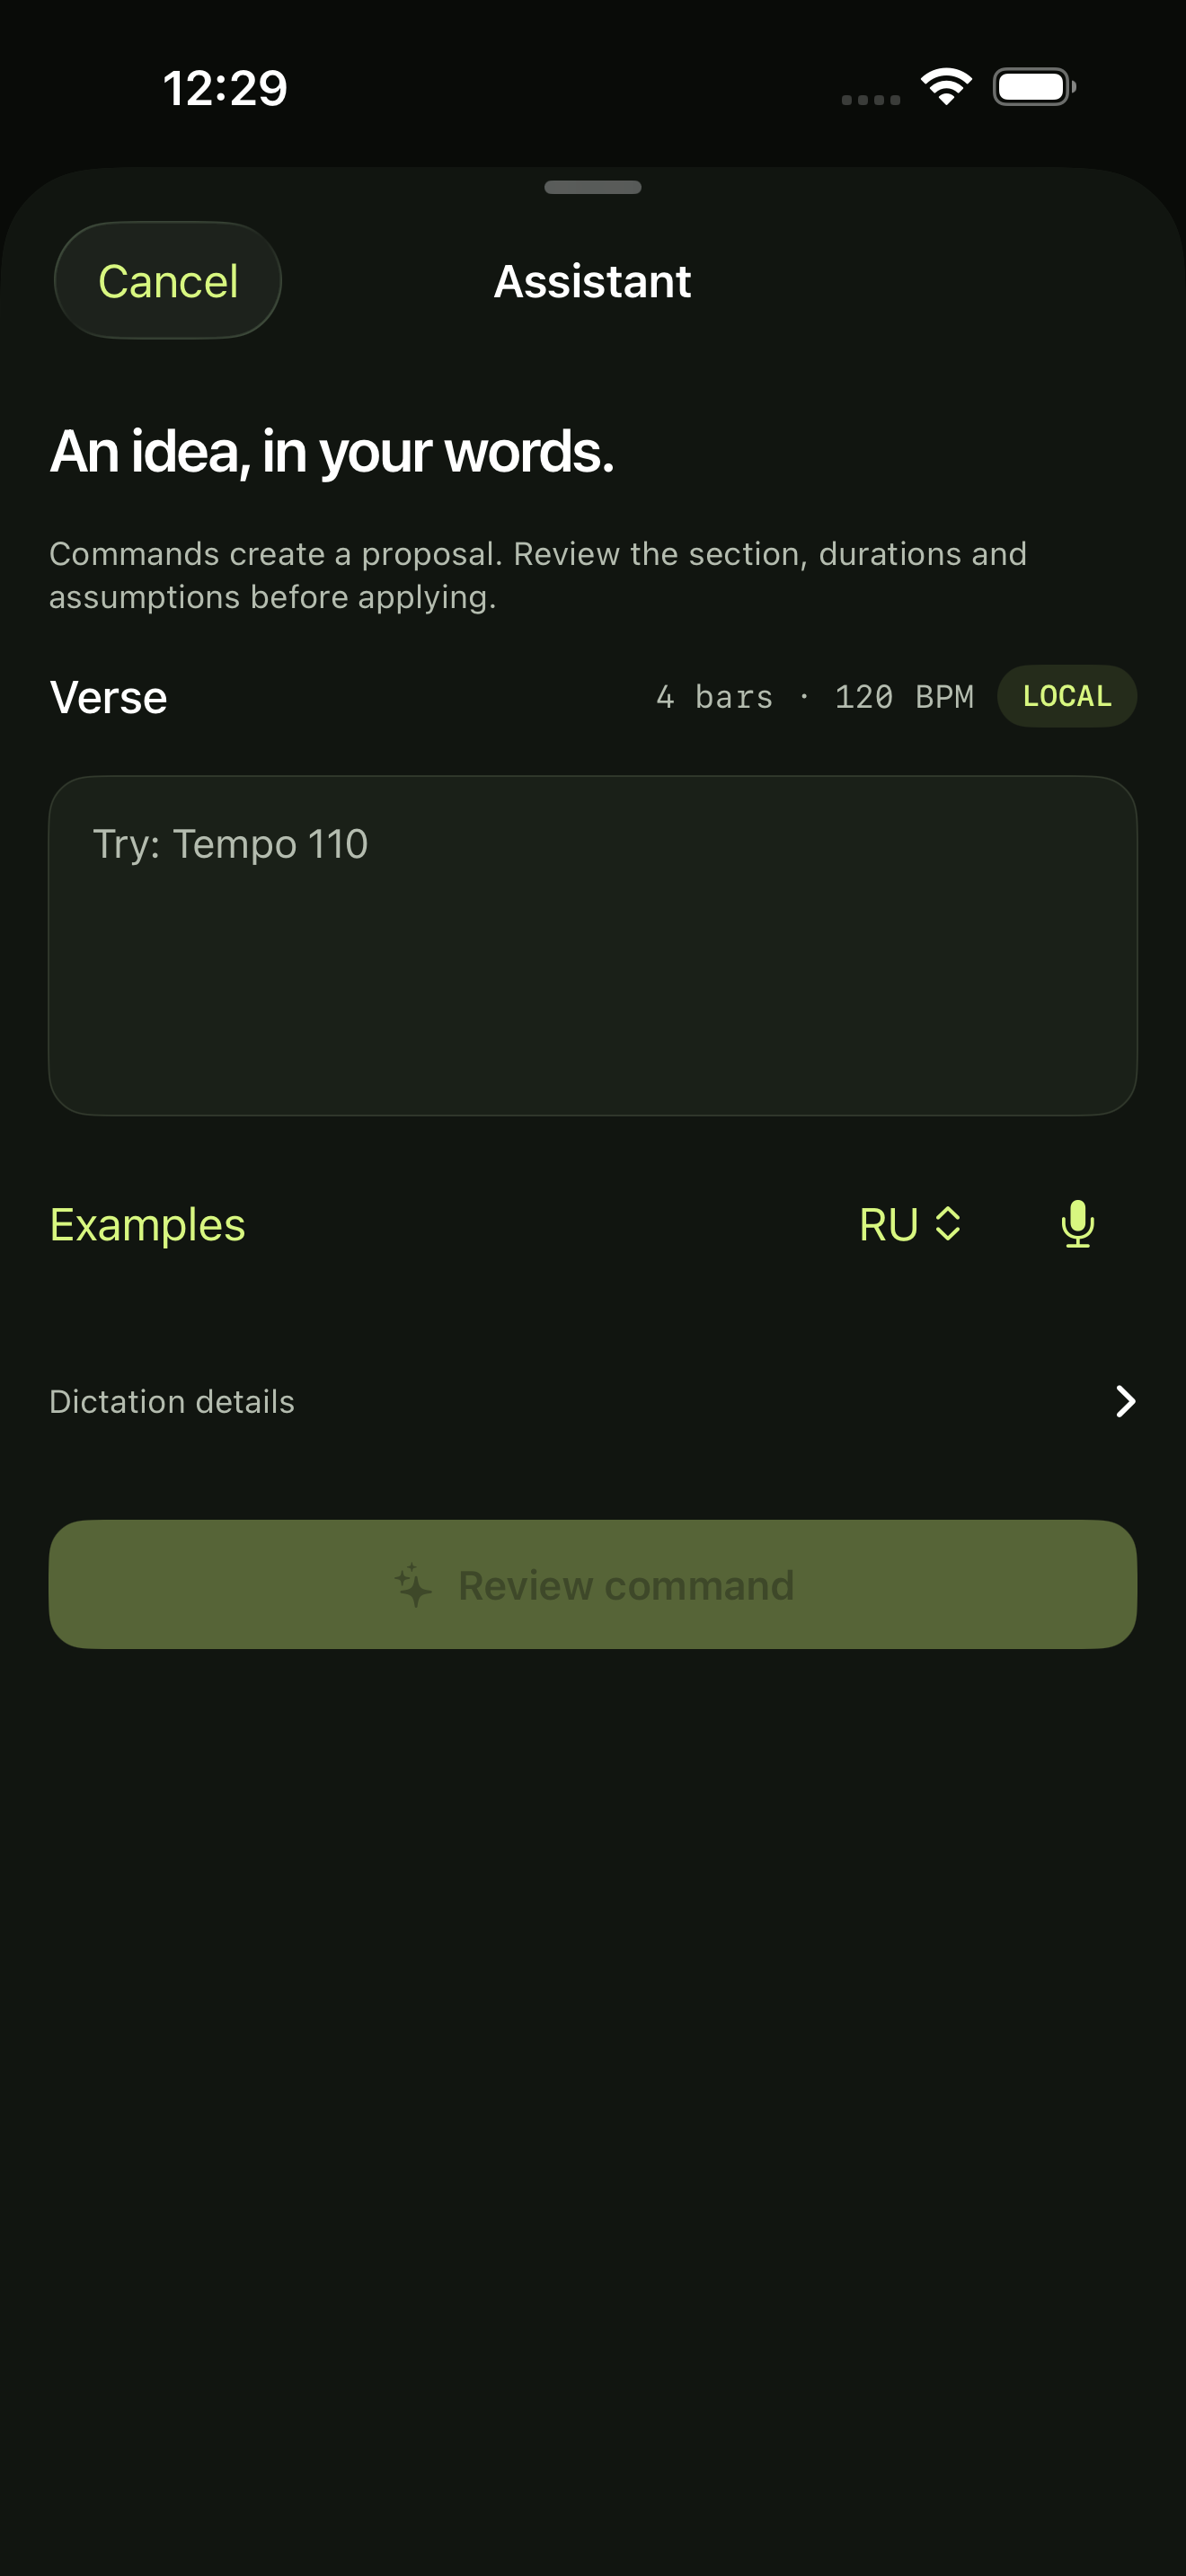 12:29
Cancel
Assistant
An idea, in your words.
Commands create a proposal. Review the section, durations and
assumptions before applying.
Verse 4 bars · 120 BPM LOCAL
Try: Tempo 110
Examples RU
Dictation details
Review command